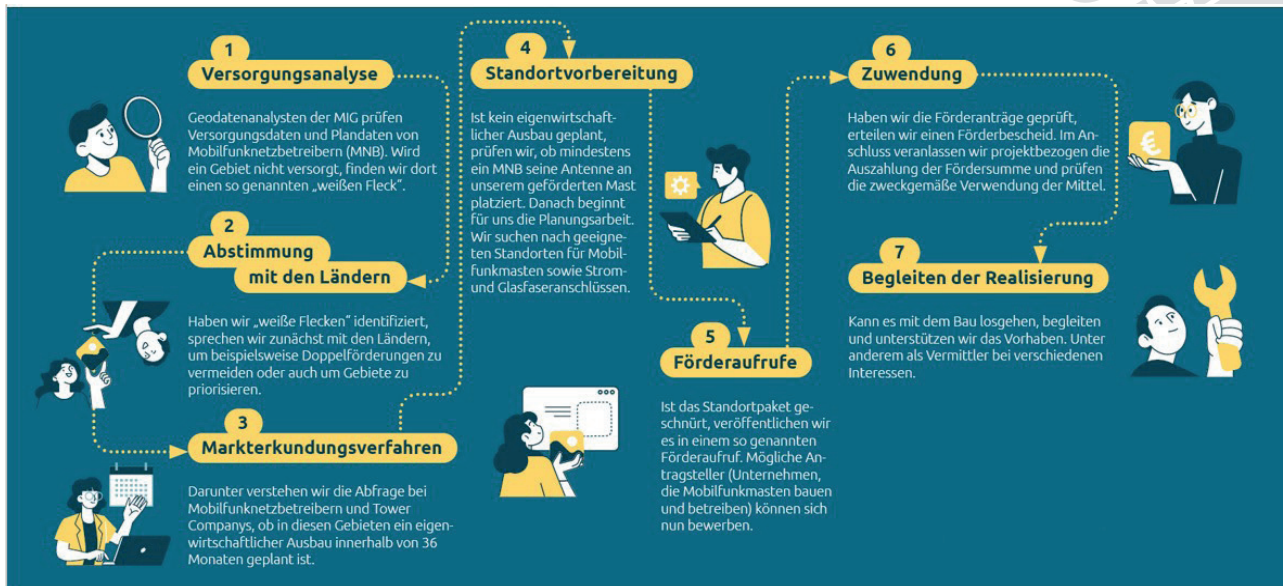 1
Versorgungsanalyse
Geodatenanalysten der MIG prüfen
Versorgungsdaten und Plandaten von
Mobilfunknetzbetreibern (MNB). Wird
ein Gebiet nicht versorgt, finden wir dort
einen so genannten „weißen Fleck“.
2
Abstimmung
mit den Ländern
Haben wir „weiße Flecken“ identifiziert,
sprechen wir zunächst mit den Ländern,
um beispielsweise Doppelförderungen zu
vermeiden oder auch um Gebiete zu
priorisieren.
3
Markterkundungsverfahren
Darunter verstehen wir die Abfrage bei
Mobilfunknetzbetreibern und Tower
Companys, ob in diesen Gebieten ein eigen-
wirtschaftlicher Ausbau innerhalb von 36
Monaten geplant ist.
4
Standortvorbereitung
Ist kein eigenwirtschaft-
licher Ausbau geplant,
prüfen wir, ob mindestens
ein MNB seine Antenne an
unserem geförderten Mast
platziert. Danach beginnt
für uns die Planungsarbeit.
Wir suchen nach geeigne-
ten Standorten für Mobil-
funkmasten sowie Strom-
und Glasfaseranschlüssen.
5
Förderaufrufe
Ist das Standortpaket ge-
schnürt, veröffentlichen wir
es in einem so genannten
Förderaufruf. Mögliche An-
tragsteller (Unternehmen,
die Mobilfunkmasten bauen
und betreiben) können sich
nun bewerben.
6
Zuwendung
Haben wir die Förderanträge geprüft,
erteilen wir einen Förderbescheid. Im An-
schluss veranlassen wir projektbezogen die
Auszahlung der Fördersumme und prüfen
die zweckgemäße Verwendung der Mittel.
€
7
Begleiten der Realisierung
Kann es mit dem Bau losgehen, begleiten
und unterstützen wir das Vorhaben. Unter
anderem als Vermittler bei verschiedenen
Interessen.